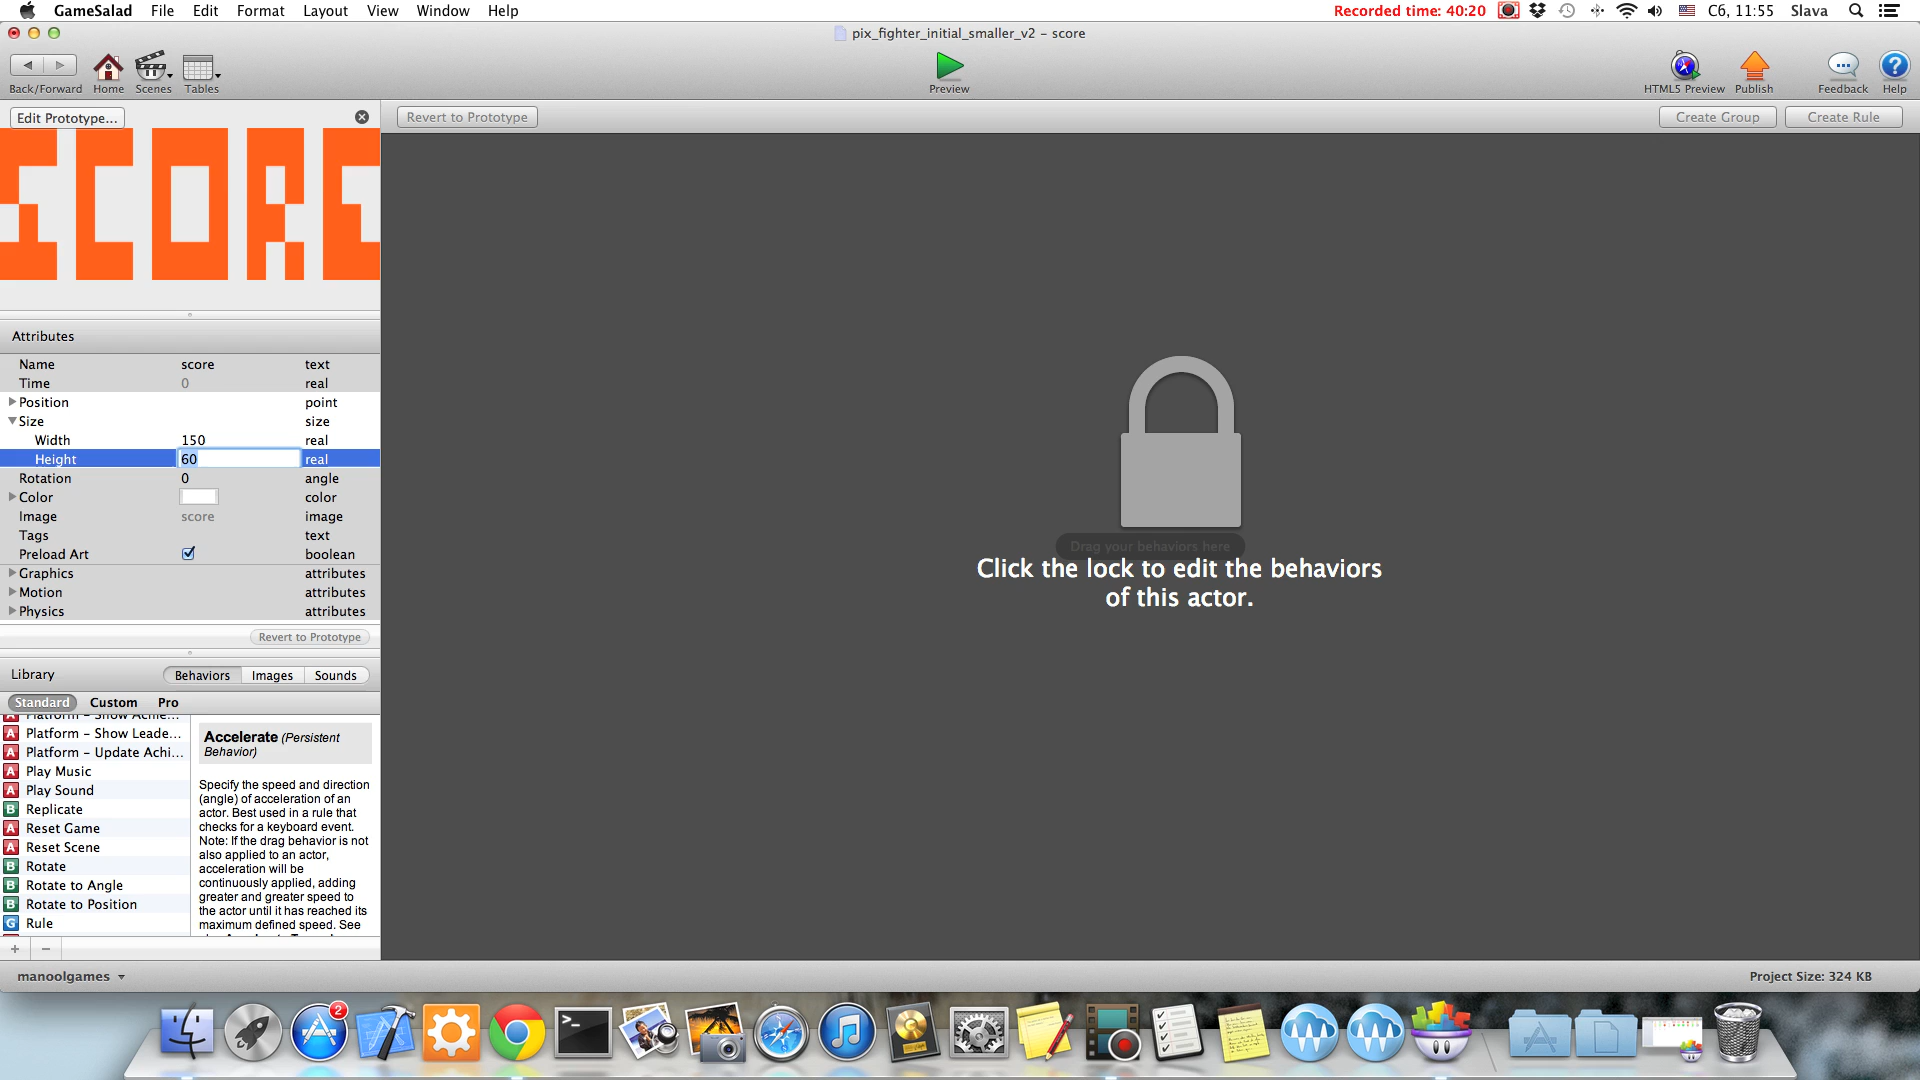 GameSalad File Edit Format Layout View Window Help Recorded time: 40:20 C6, 11:55 Slava
pix_fighter_initial_smaller_v2 – score
Back/Forward Home Scenes Tables Preview HTML5 Preview Publish Feedback Help
Edit Prototype... Revert to Prototype Create Group Create Rule
SCORE
Attributes
Name score text
Time 0 real
Position point
Size size
Width 150 real
Height 60 real
Rotation 0 angle
Color color
Image score image
Tags text
Preload Art boolean
Graphics attributes
Motion attributes
Physics attributes
Revert to Prototype
Drag your behaviors here
Click the lock to edit the behaviors
of this actor.
Library Behaviors Images Sounds
Standard Custom Pro
A Platform – Show Achie...
A Platform – Show Leade...
A Platform – Update Achi...
A Play Music
A Play Sound
B Replicate
A Reset Game
A Reset Scene
B Rotate
B Rotate to Angle
B Rotate to Position
G Rule
Accelerate (Persistent
Behavior)
Specify the speed and direction
(angle) of acceleration of an
actor. Best used in a rule that
checks for a keyboard event.
Note: If the drag behavior is not
also applied to an actor,
acceleration will be
continuously applied, adding
greater and greater speed to
the actor until it has reached its
maximum defined speed. See
+ –
manoolgames Project Size: 324 KB
2